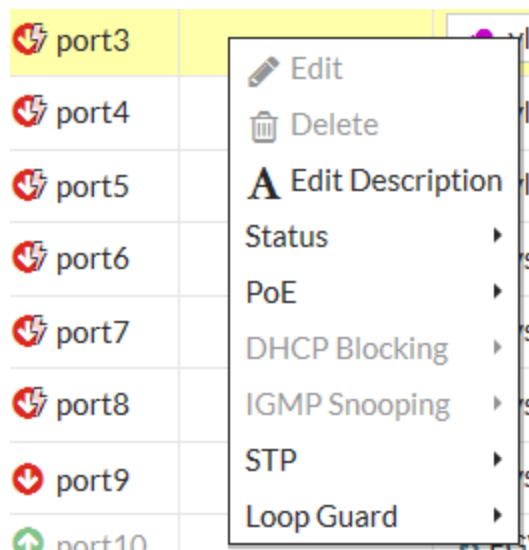 port3
port4
port5
port6
port7
port8
port9
port10
Edit
Delete
Edit Description
Status
PoE
DHCP Blocking
IGMP Snooping
STP
Loop Guard